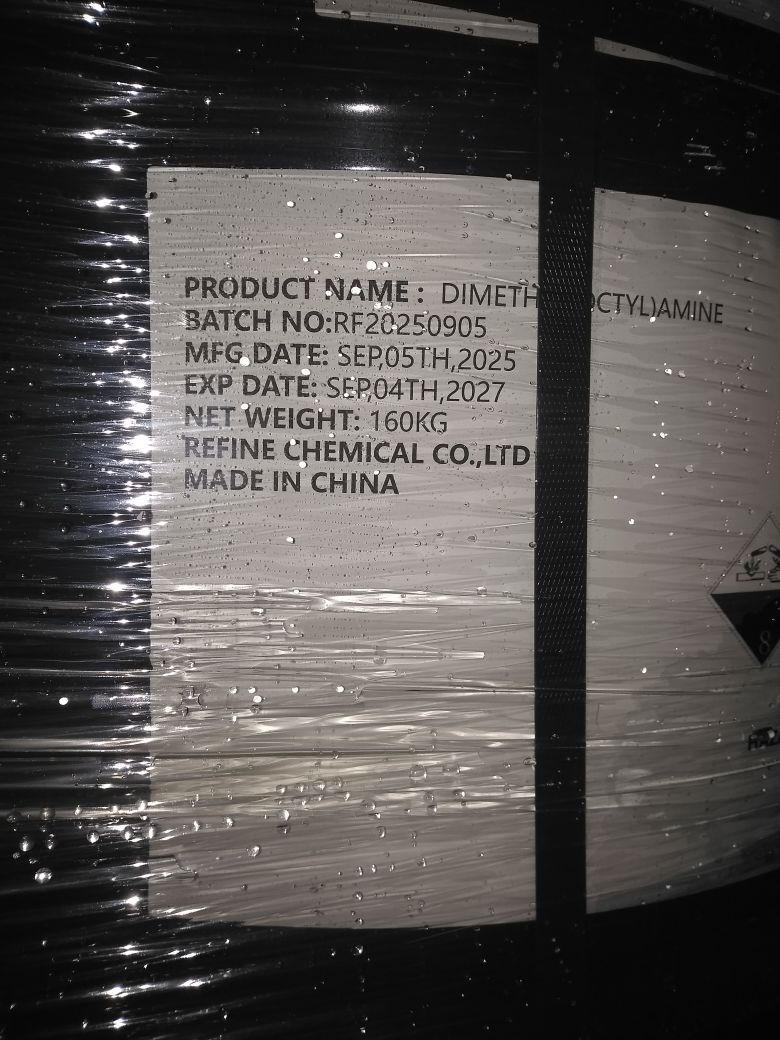 PRODUCT NAME : DIMETH OCTYL)AMINE
BATCH NO:RF20250905
MFG DATE: SEP,05TH,2025
EXP DATE: SEP,04TH,2027
NET WEIGHT: 160KG
REFINE CHEMICAL CO.,LTD
MADE IN CHINA
8